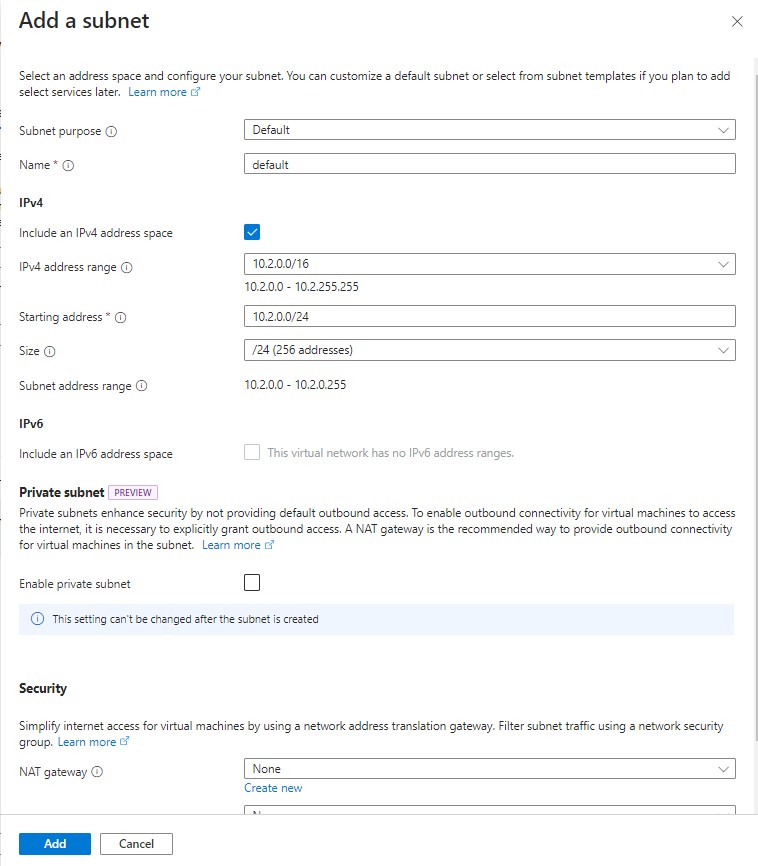 Add a subnet
Select an address space and configure your subnet. You can customize a default subnet or select from subnet templates if you plan to add
select services later. Learn more
Subnet purpose
Default
Name *
default
IPv4
Include an IPv4 address space
IPv4 address range
10.2.0.0/16
10.2.0.0 - 10.2.255.255
Starting address *
10.2.0.0/24
Size
/24 (256 addresses)
Subnet address range
10.2.0.0 - 10.2.0.255
IPv6
Include an IPv6 address space
This virtual network has no IPv6 address ranges.
Private subnet PREVIEW
Private subnets enhance security by not providing default outbound access. To enable outbound connectivity for virtual machines to access
the internet, it is necessary to explicitly grant outbound access. A NAT gateway is the recommended way to provide outbound connectivity
for virtual machines in the subnet. Learn more
Enable private subnet
This setting can't be changed after the subnet is created
Security
Simplify internet access for virtual machines by using a network address translation gateway. Filter subnet traffic using a network security
group. Learn more
NAT gateway
None
Create new
Add
Cancel